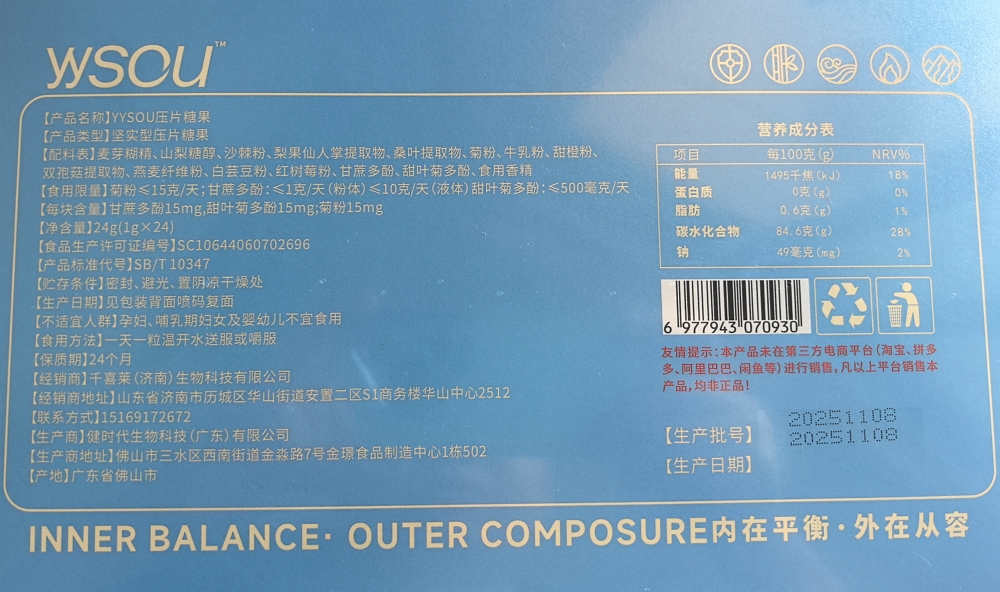 YYSOU™
【产品名称】YYSOU压片糖果
【产品类型】坚实型压片糖果
【配料表】麦芽糊精、山梨糖醇、沙棘粉、梨果仙人掌提取物、桑叶提取物、菊粉、牛乳粉、甜橙粉、
双孢菇提取物、燕麦纤维粉、白芸豆粉、红树莓粉、甘蔗多酚、甜叶菊多酚、食用香精
【食用限量】菊粉≤15克/天;甘蔗多酚：≤1克/天（粉体）≤10克/天（液体）甜叶菊多酚：≤500毫克/天
【每块含量】甘蔗多酚15mg,甜叶菊多酚15mg;菊粉15mg
【净含量】24g(1g×24)
【食品生产许可证编号】SC10644060702696
【产品标准代号】SB/T 10347
【贮存条件】密封、避光、置阴凉干燥处
【生产日期】见包装背面喷码复面
【不适宜人群】孕妇、哺乳期妇女及婴幼儿不宜食用
【食用方法】一天一粒温开水送服或嚼服
【保质期】24个月
【经销商】千喜莱（济南）生物科技有限公司
【经销商地址】山东省济南市历城区华山街道安置二区S1商务楼华山中心2512
【联系方式】15169172672
【生产商】健时代生物科技（广东）有限公司
【生产商地址】佛山市三水区西南街道金淼路7号金璟食品制造中心1栋502
【产地】广东省佛山市
营养成分表
项目 每100克(g) NRV%
能量 1495千焦(kJ) 18%
蛋白质 0克(g) 0%
脂肪 0.6克(g) 1%
碳水化合物 84.6克(g) 28%
钠 49毫克(mg) 2%
6 977943 070930
友情提示：本产品未在第三方电商平台（淘宝、拼多
多、阿里巴巴、闲鱼等）进行销售，凡以上平台销售本
产品，均非正品！
20251108
【生产批号】 20251108
【生产日期】
INNER BALANCE· OUTER COMPOSURE内在平衡·外在从容